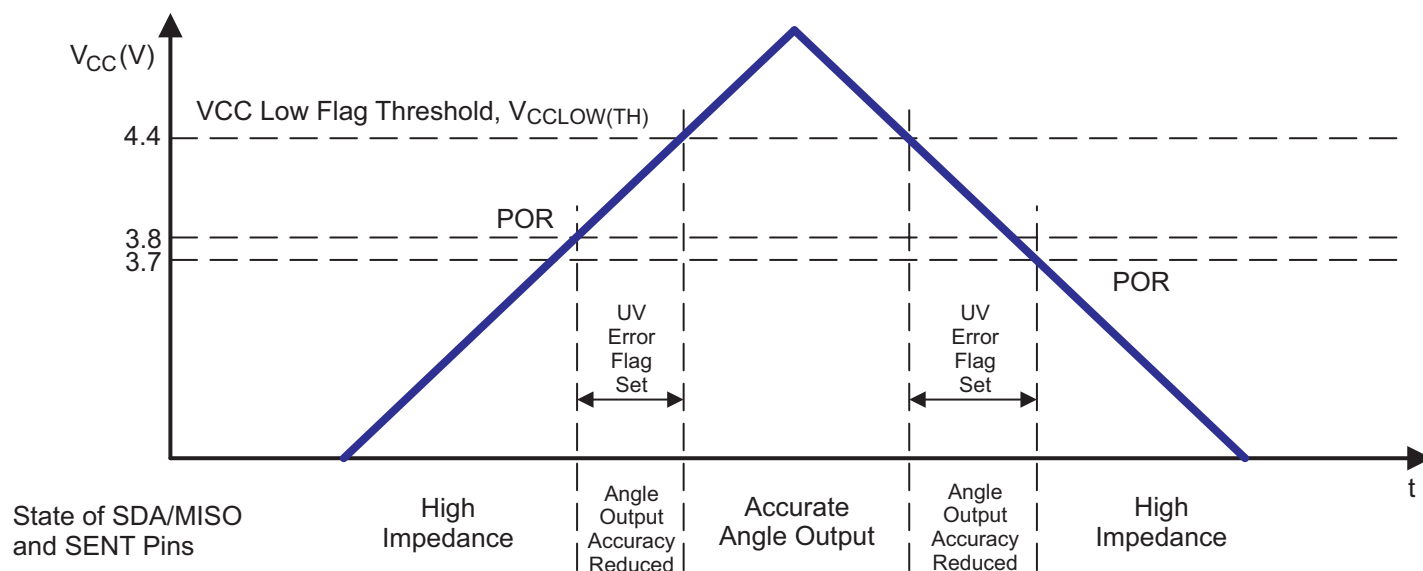 V_CC(V)
VCC Low Flag Threshold, V_CCLOW(TH)
4.4
POR
3.8
3.7
POR
UV
Error
Flag
Set
UV
Error
Flag
Set
t
State of SDA/MISO
and SENT Pins
High
Impedance
Angle
Output
Accuracy
Reduced
Accurate
Angle Output
Angle
Output
Accuracy
Reduced
High
Impedance